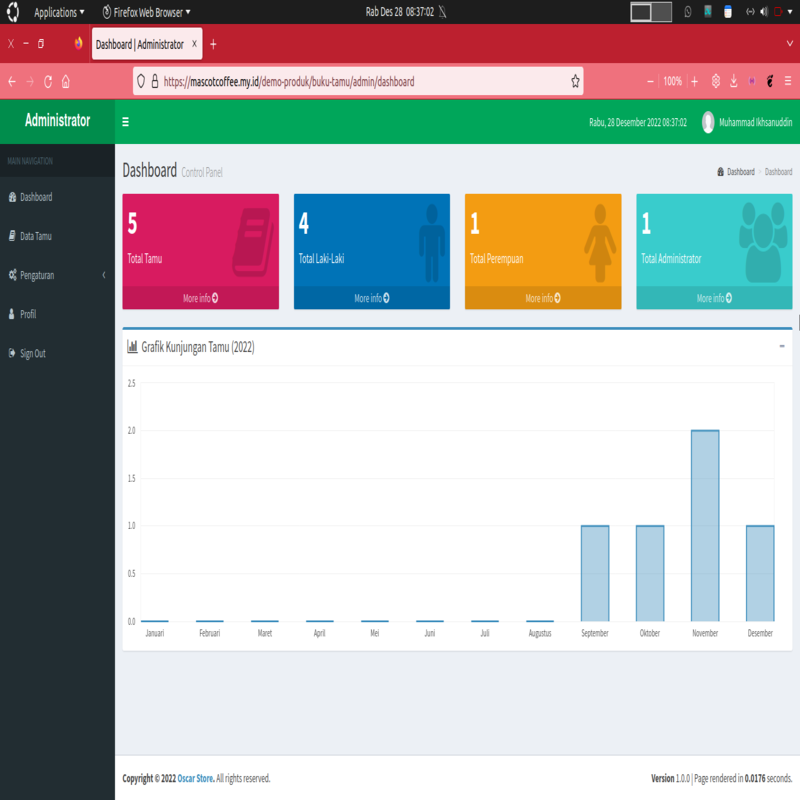 Applications
Firefox Web Browser
Rab Des 28 08:37:02
Dashboard | Administrator
https://mascotcoffee.my.id/demo-produk/buku-tamu/admin/dashboard
100%
Administrator
Rabu, 28 Desember 2022 08:37:02
Muhammad Ikhsanuddin
MAIN NAVIGATION
Dashboard
Data Tamu
Pengaturan
Profil
Sign Out
Dashboard Control Panel
Dashboard > Dashboard
5
Total Tamu
More info
4
Total Laki-Laki
More info
1
Total Perempuan
More info
1
Total Administrator
More info
Grafik Kunjungan Tamu (2022)
2.5
2.0
1.5
1.0
0.5
0.0
Januari Februari Maret April Mei Juni Juli Augustus September Oktober November Desember
Copyright © 2022 Oscar Store. All rights reserved.
Version 1.0.0 | Page rendered in 0.0176 seconds.